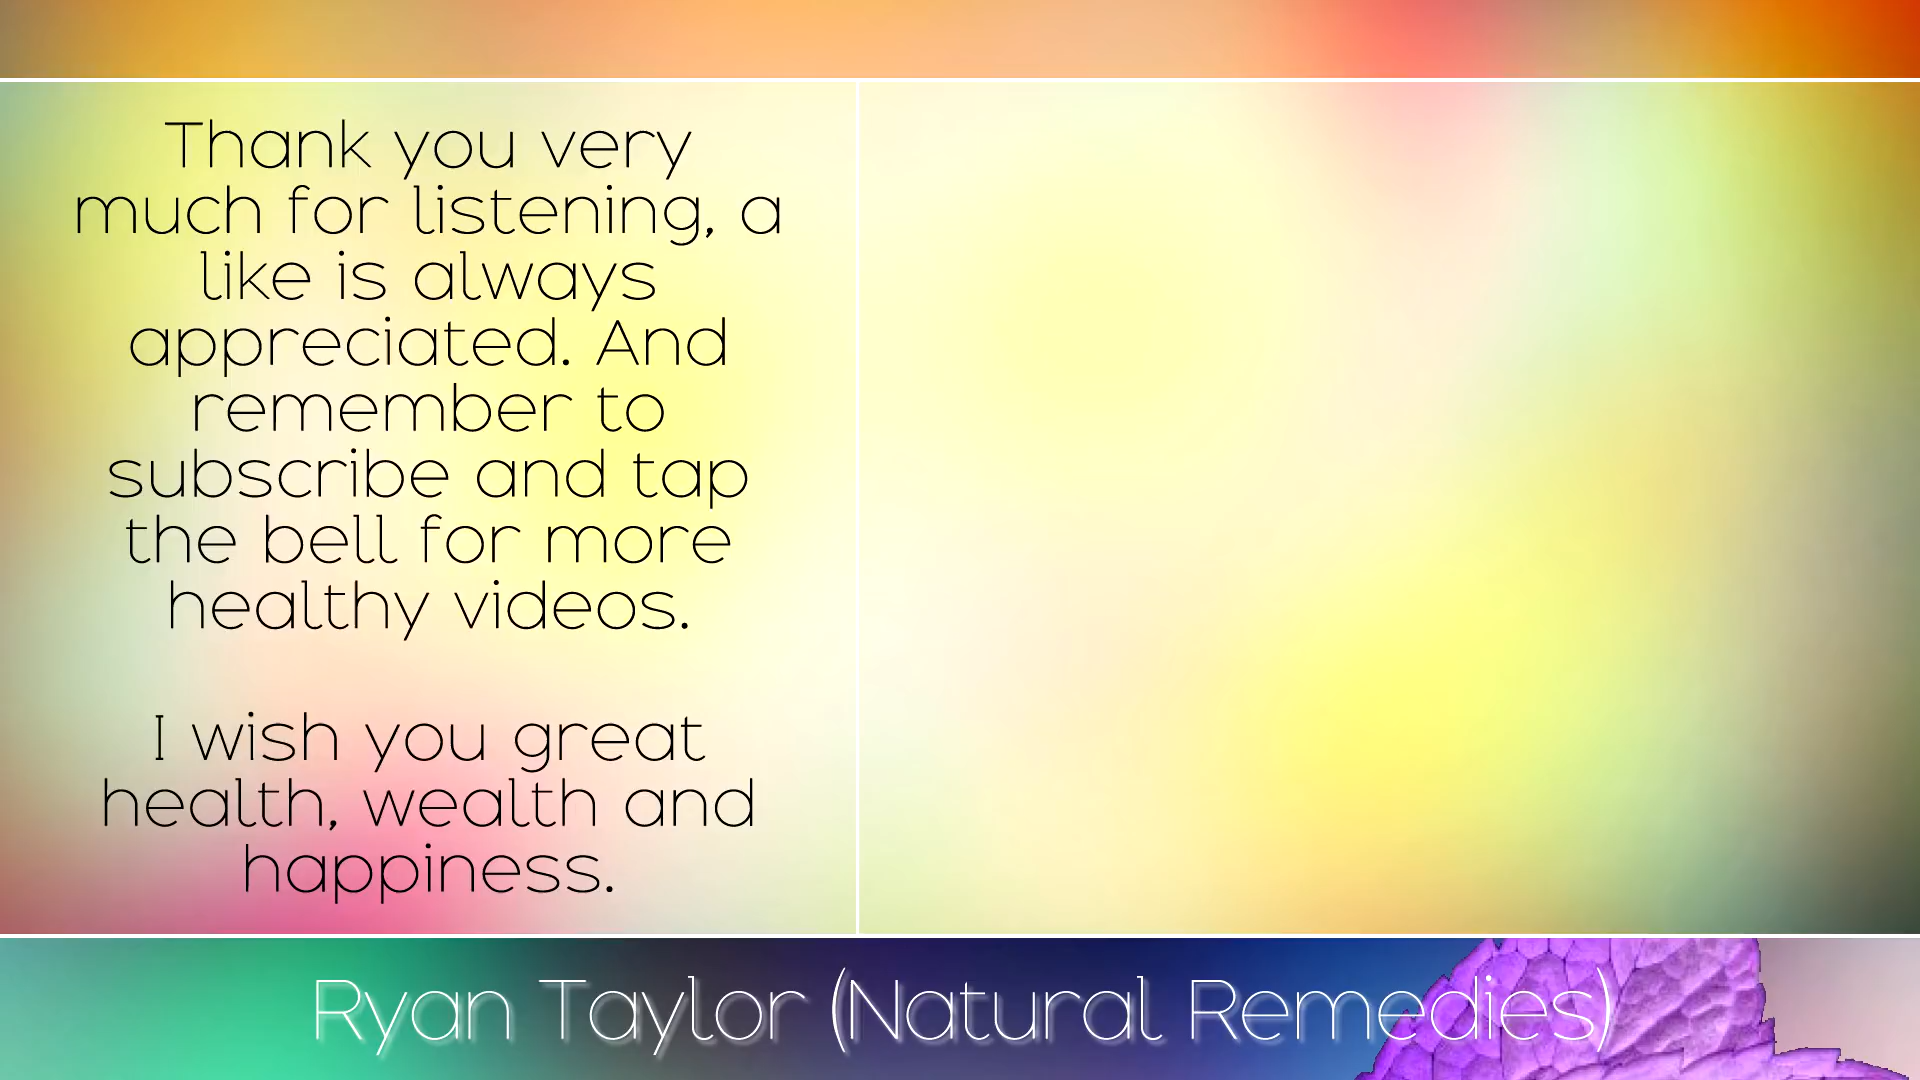 Thank you very
much for listening, a
like is always
appreciated. And
remember to
subscribe and tap
the bell for more
healthy videos.
I wish you great
health, wealth and
happiness.
Ryan Taylor (Natural Remedies)